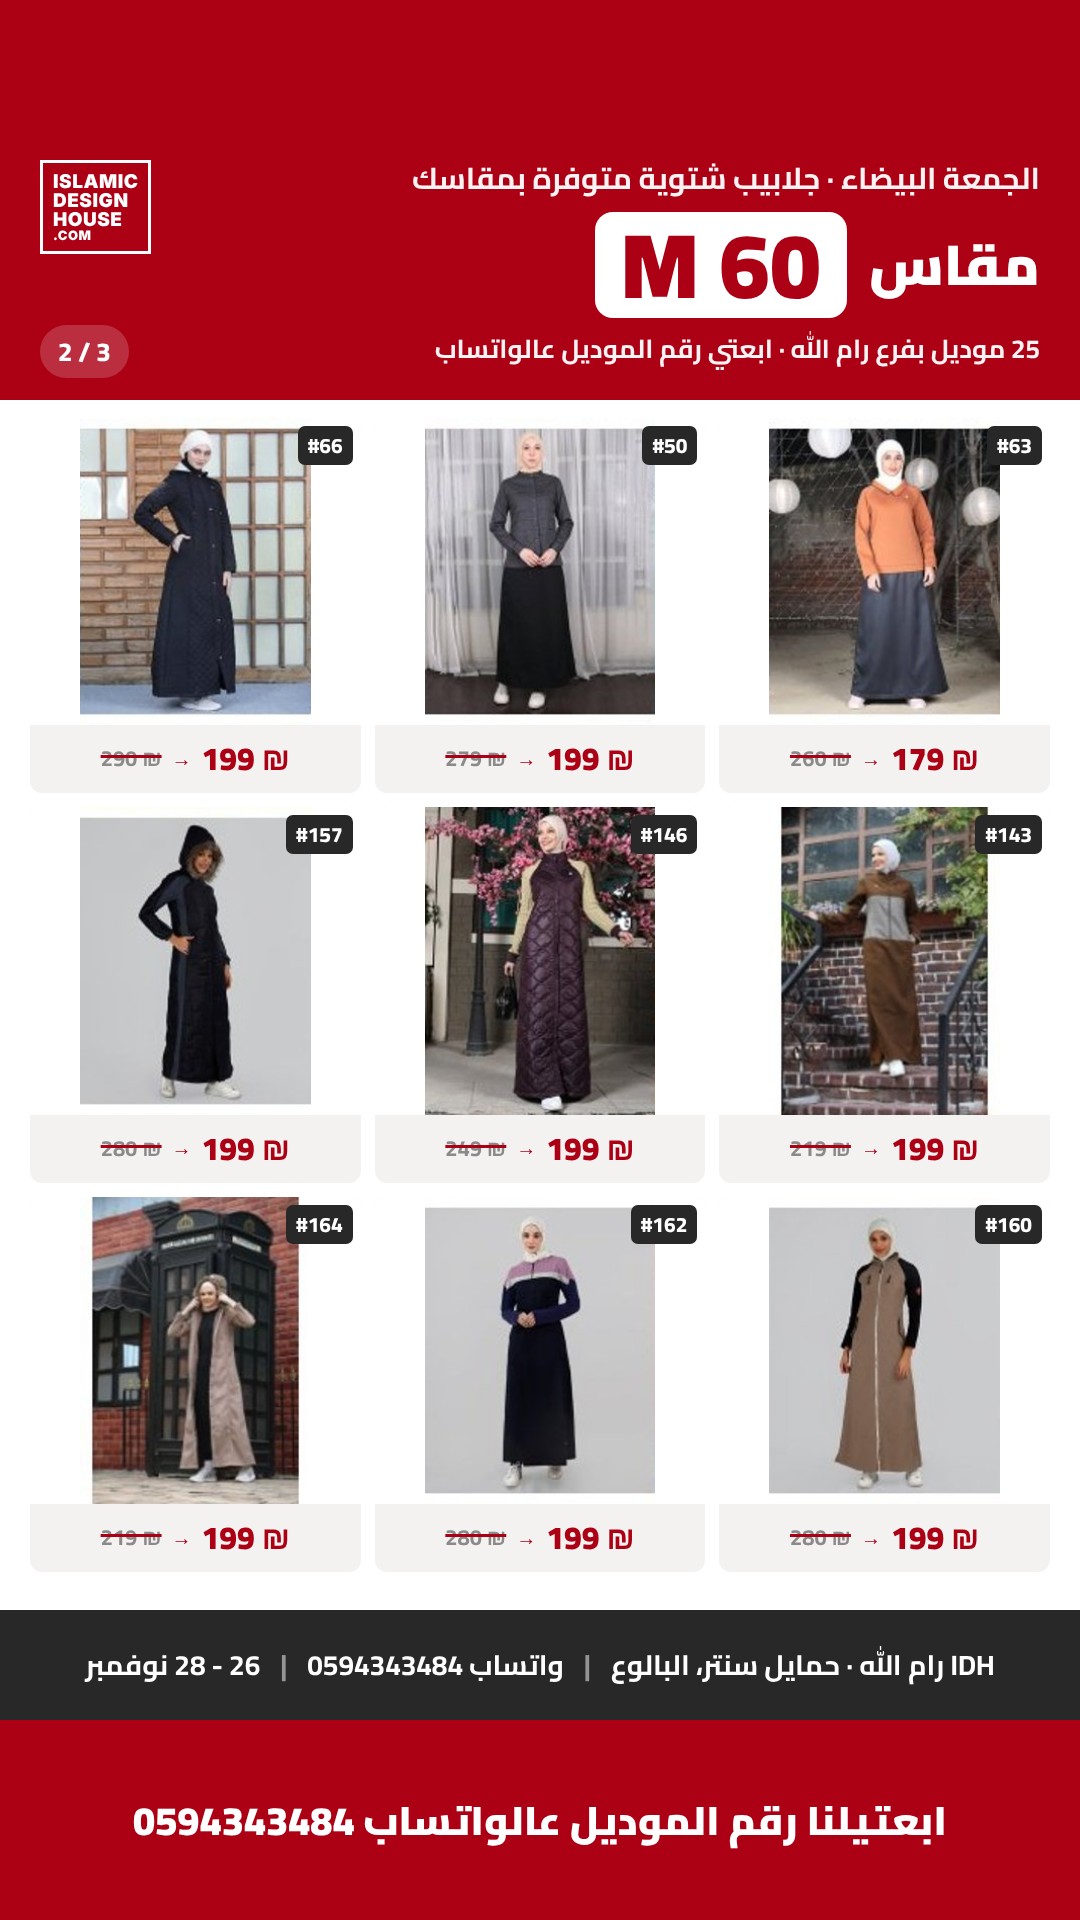 ISLAMIC
DESIGN
HOUSE
.COM
الجمعة البيضاء · جلابيب شتوية متوفرة بمقاسك
مقاس M 60
25 موديل بفرع رام الله · ابعتي رقم الموديل عالواتساب
2 / 3
#63
#50
#66
260 ₪ → 179 ₪
279 ₪ → 199 ₪
290 ₪ → 199 ₪
#143
#146
#157
219 ₪ → 199 ₪
249 ₪ → 199 ₪
280 ₪ → 199 ₪
#160
#162
#164
280 ₪ → 199 ₪
280 ₪ → 199 ₪
219 ₪ → 199 ₪
IDH رام الله · حمايل سنتر، البالوع | واتساب 0594343484 | 26 - 28 نوفمبر
ابعتيلنا رقم الموديل عالواتساب 0594343484